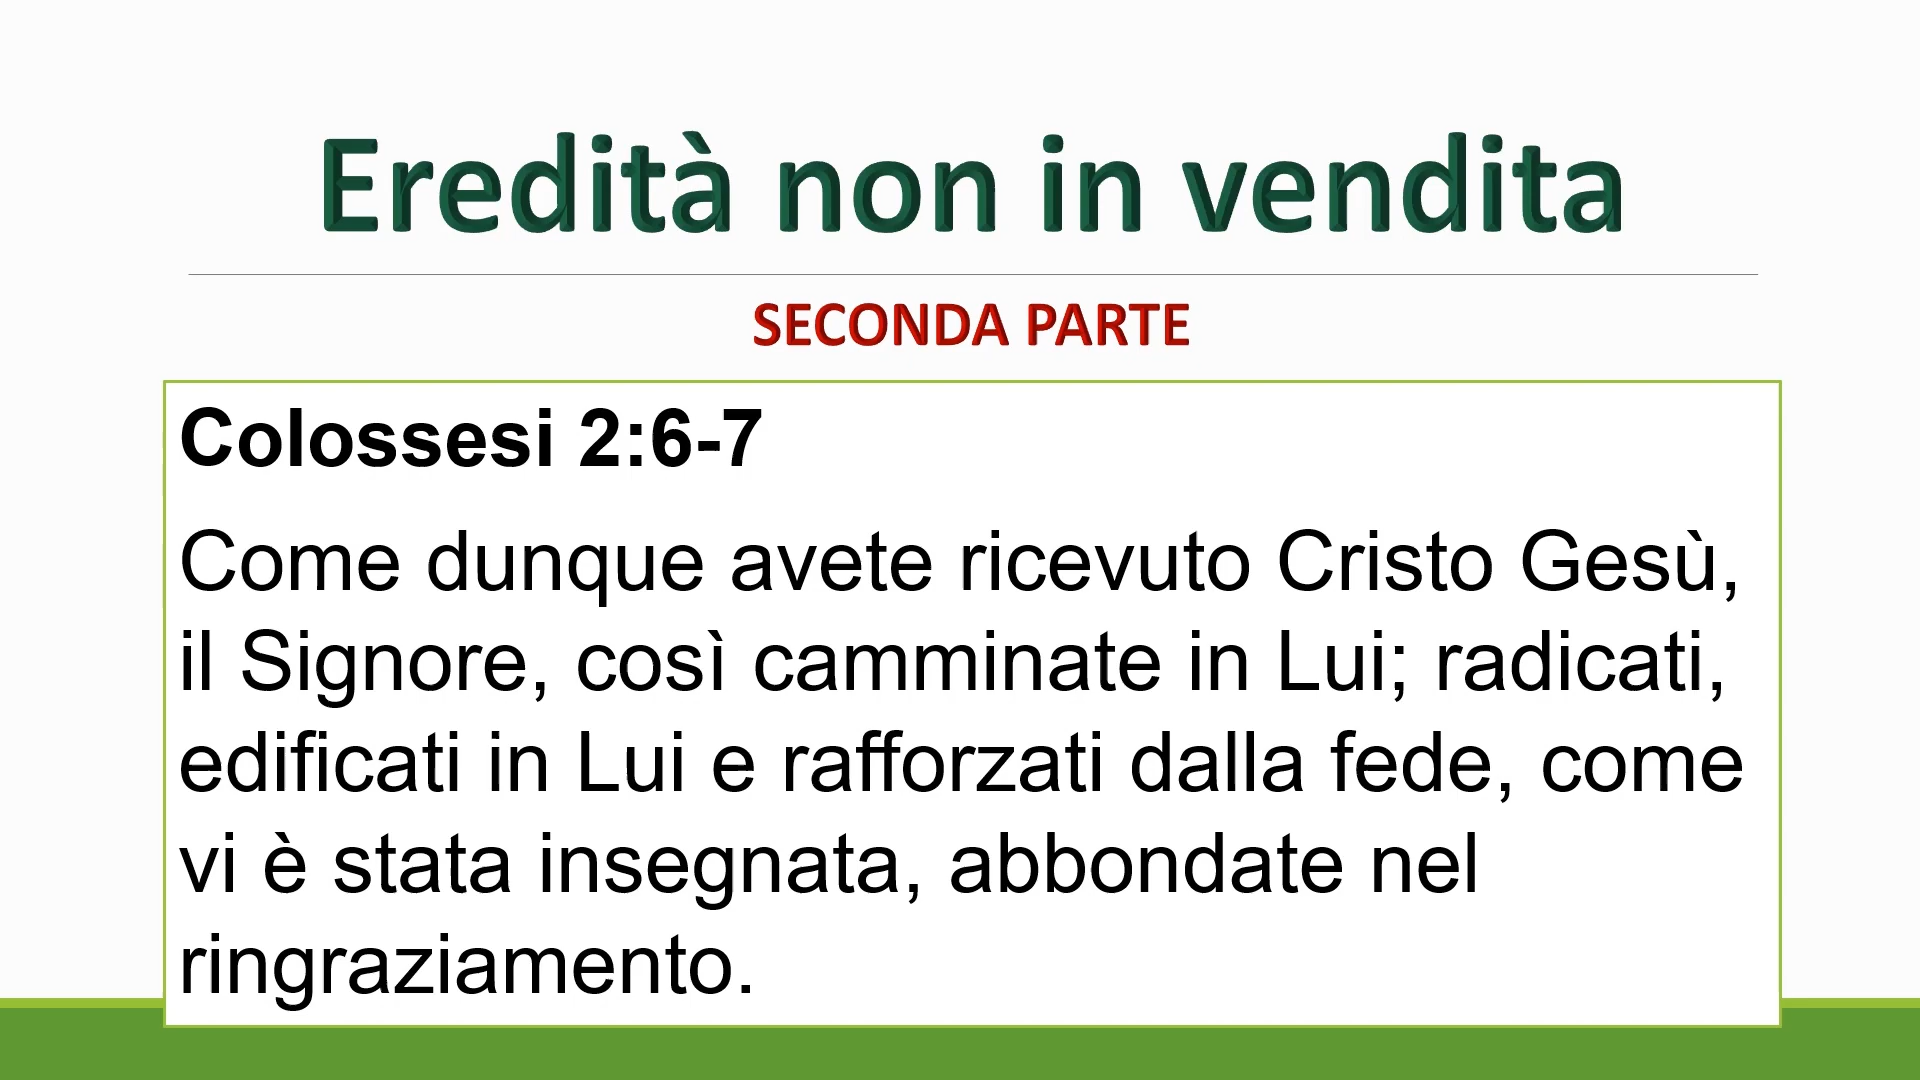 Eredità non in vendita
SECONDA PARTE
Colossesi 2:6-7
Come dunque avete ricevuto Cristo Gesù,
il Signore, così camminate in Lui; radicati,
edificati in Lui e rafforzati dalla fede, come
vi è stata insegnata, abbondate nel
ringraziamento.